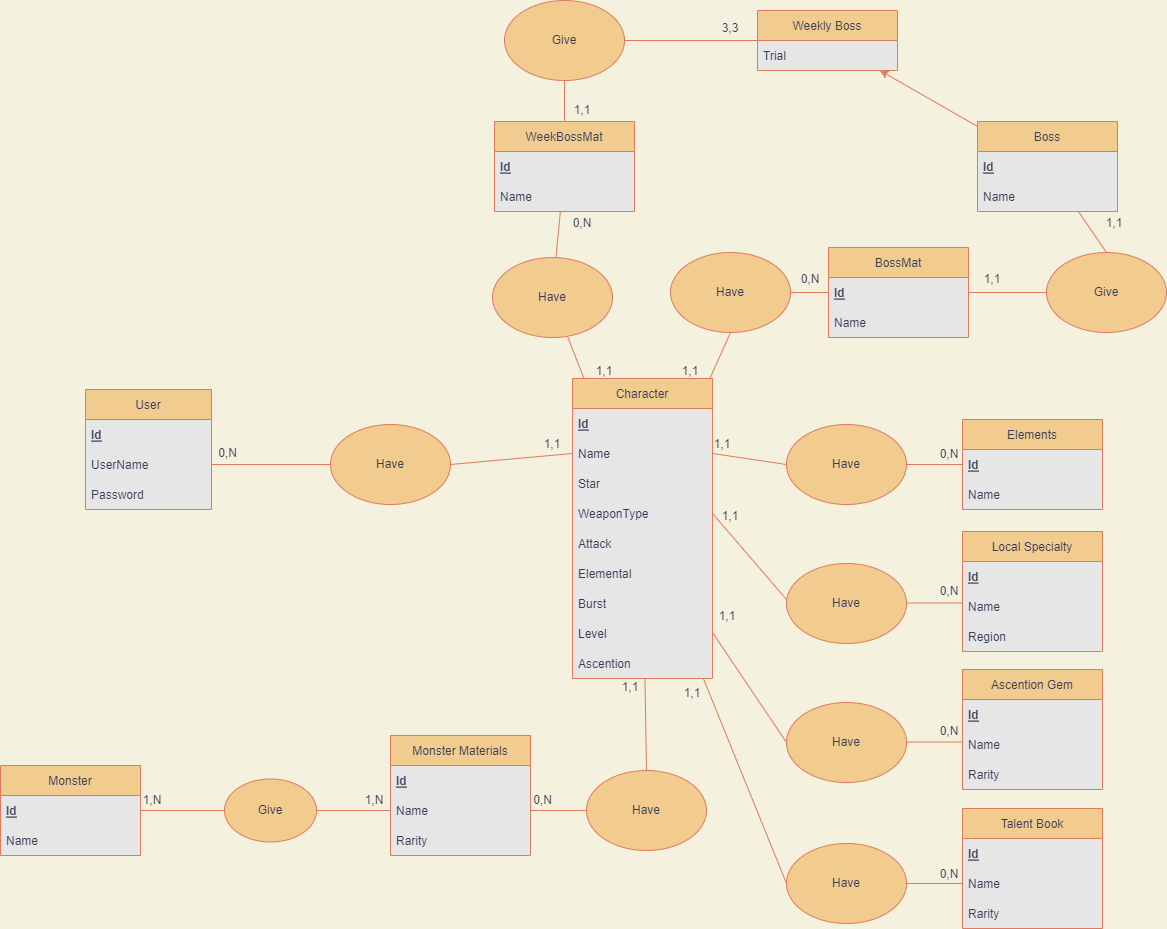 Give
3,3
Weekly Boss
Trial
1,1
WeekBossMat
Id
Name
0,N
Boss
Id
Name
1,1
Have
Have
0,N
BossMat
Id
Name
1,1
Give
1,1
1,1
User
Id
UserName
Password
0,N
Have
1,1
Character
Id
Name
Star
WeaponType
Attack
Elemental
Burst
Level
Ascention
1,1
Have
0,N
Elements
Id
Name
1,1
Have
0,N
Local Specialty
Id
Name
Region
1,1
Have
0,N
Ascention Gem
Id
Name
Rarity
1,1
1,1
Monster
Id
Name
1,N
Give
1,N
Monster Materials
Id
Name
Rarity
0,N
Have
Have
0,N
Talent Book
Id
Name
Rarity